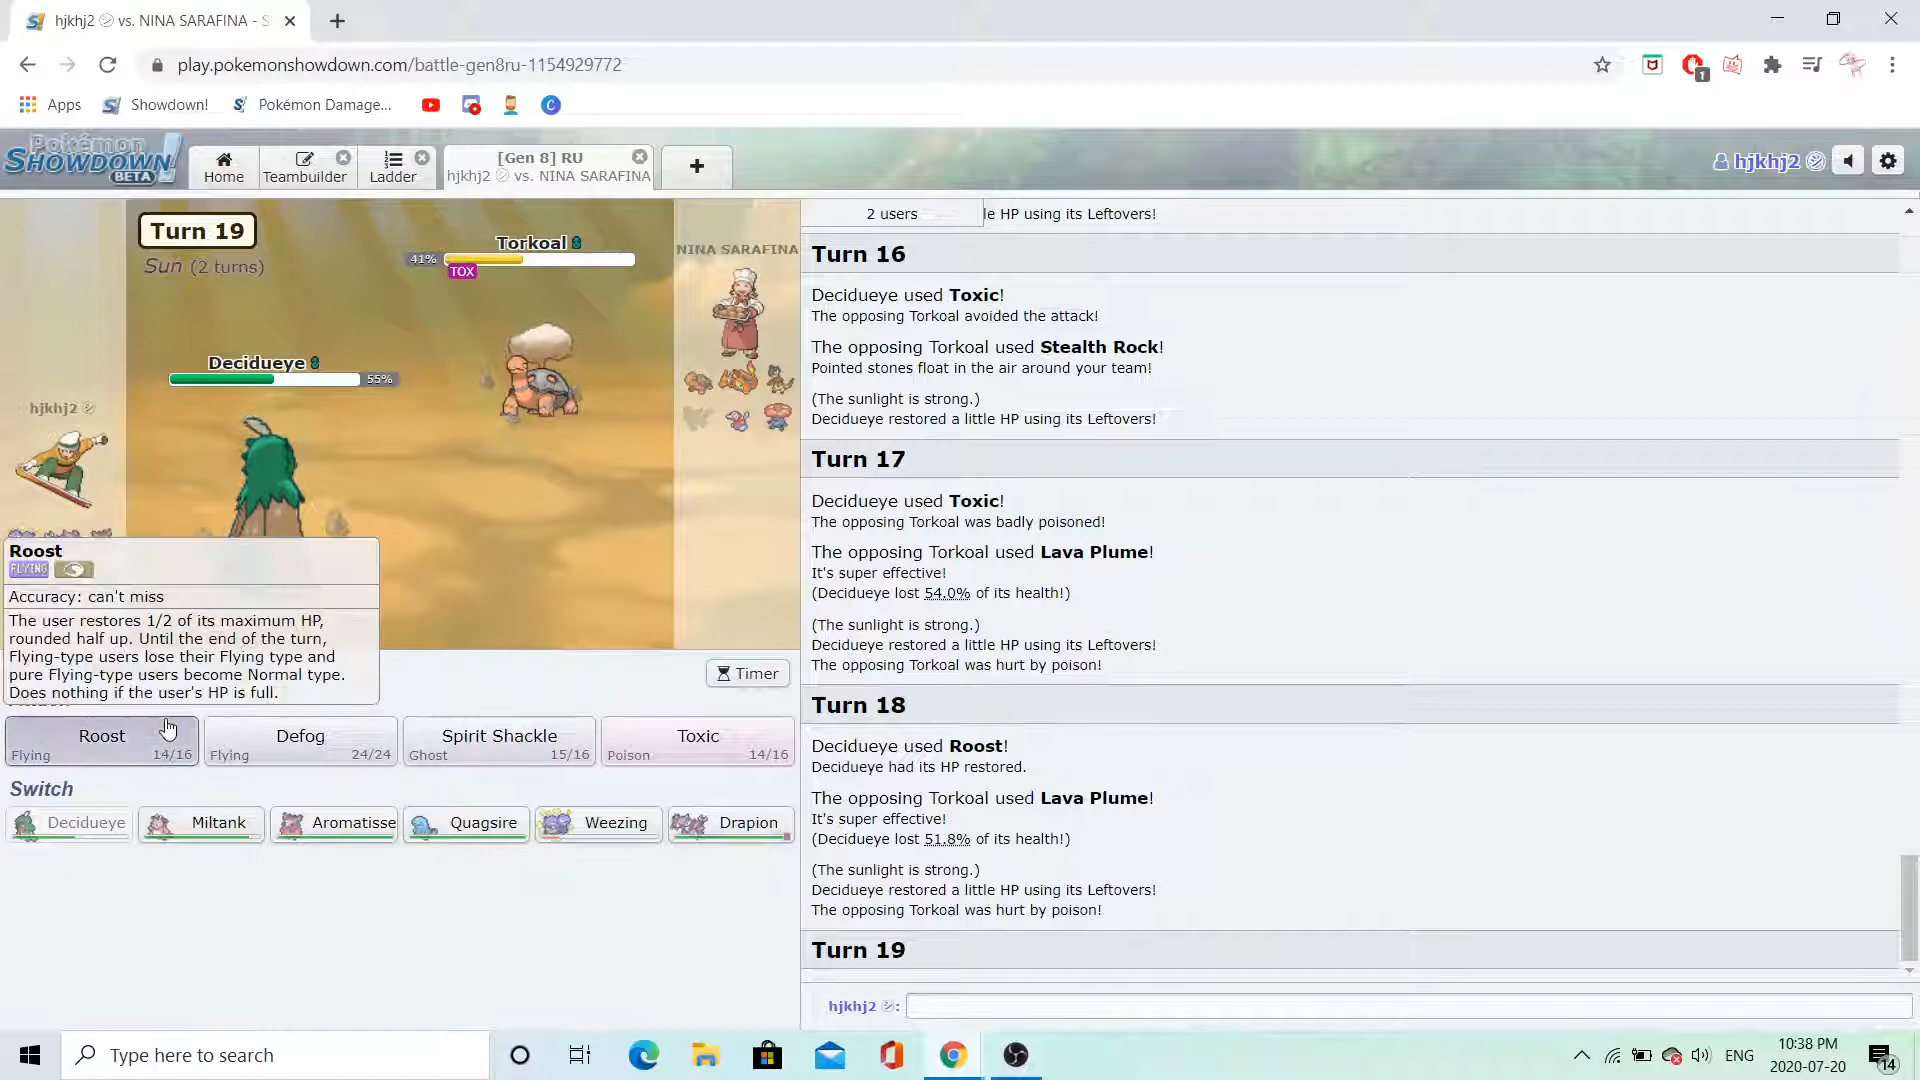 hjkhj2 vs. NINA SARAFINA - S
play.pokemonshowdown.com/battle-gen8ru-1154929772
1
Apps
Showdown!
Pokémon Damage...
Pokémon
SHOWDOWN!
BETA
Home
Teambuilder
Ladder
[Gen 8] RU
hjkhj2 vs. NINA SARAFINA
hjkhj2
Turn 19
Sun (2 turns)
Torkoal
41%
TOX
Decidueye
55%
NINA SARAFINA
hjkhj2
Roost
FLYING
Accuracy: can't miss
The user restores 1/2 of its maximum HP,
rounded half up. Until the end of the turn,
Flying-type users lose their Flying type and
pure Flying-type users become Normal type.
Does nothing if the user's HP is full.
Timer
Roost
Flying 14/16
Defog
Flying 24/24
Spirit Shackle
Ghost 15/16
Toxic
Poison 14/16
Switch
Decidueye
Miltank
Aromatisse
Quagsire
Weezing
Drapion
2 users
le HP using its Leftovers!
Turn 16
Decidueye used Toxic!
The opposing Torkoal avoided the attack!
The opposing Torkoal used Stealth Rock!
Pointed stones float in the air around your team!
(The sunlight is strong.)
Decidueye restored a little HP using its Leftovers!
Turn 17
Decidueye used Toxic!
The opposing Torkoal was badly poisoned!
The opposing Torkoal used Lava Plume!
It's super effective!
(Decidueye lost 54.0% of its health!)
(The sunlight is strong.)
Decidueye restored a little HP using its Leftovers!
The opposing Torkoal was hurt by poison!
Turn 18
Decidueye used Roost!
Decidueye had its HP restored.
The opposing Torkoal used Lava Plume!
It's super effective!
(Decidueye lost 51.8% of its health!)
(The sunlight is strong.)
Decidueye restored a little HP using its Leftovers!
The opposing Torkoal was hurt by poison!
Turn 19
hjkhj2 :
Type here to search
ENG
10:38 PM
2020-07-20
14